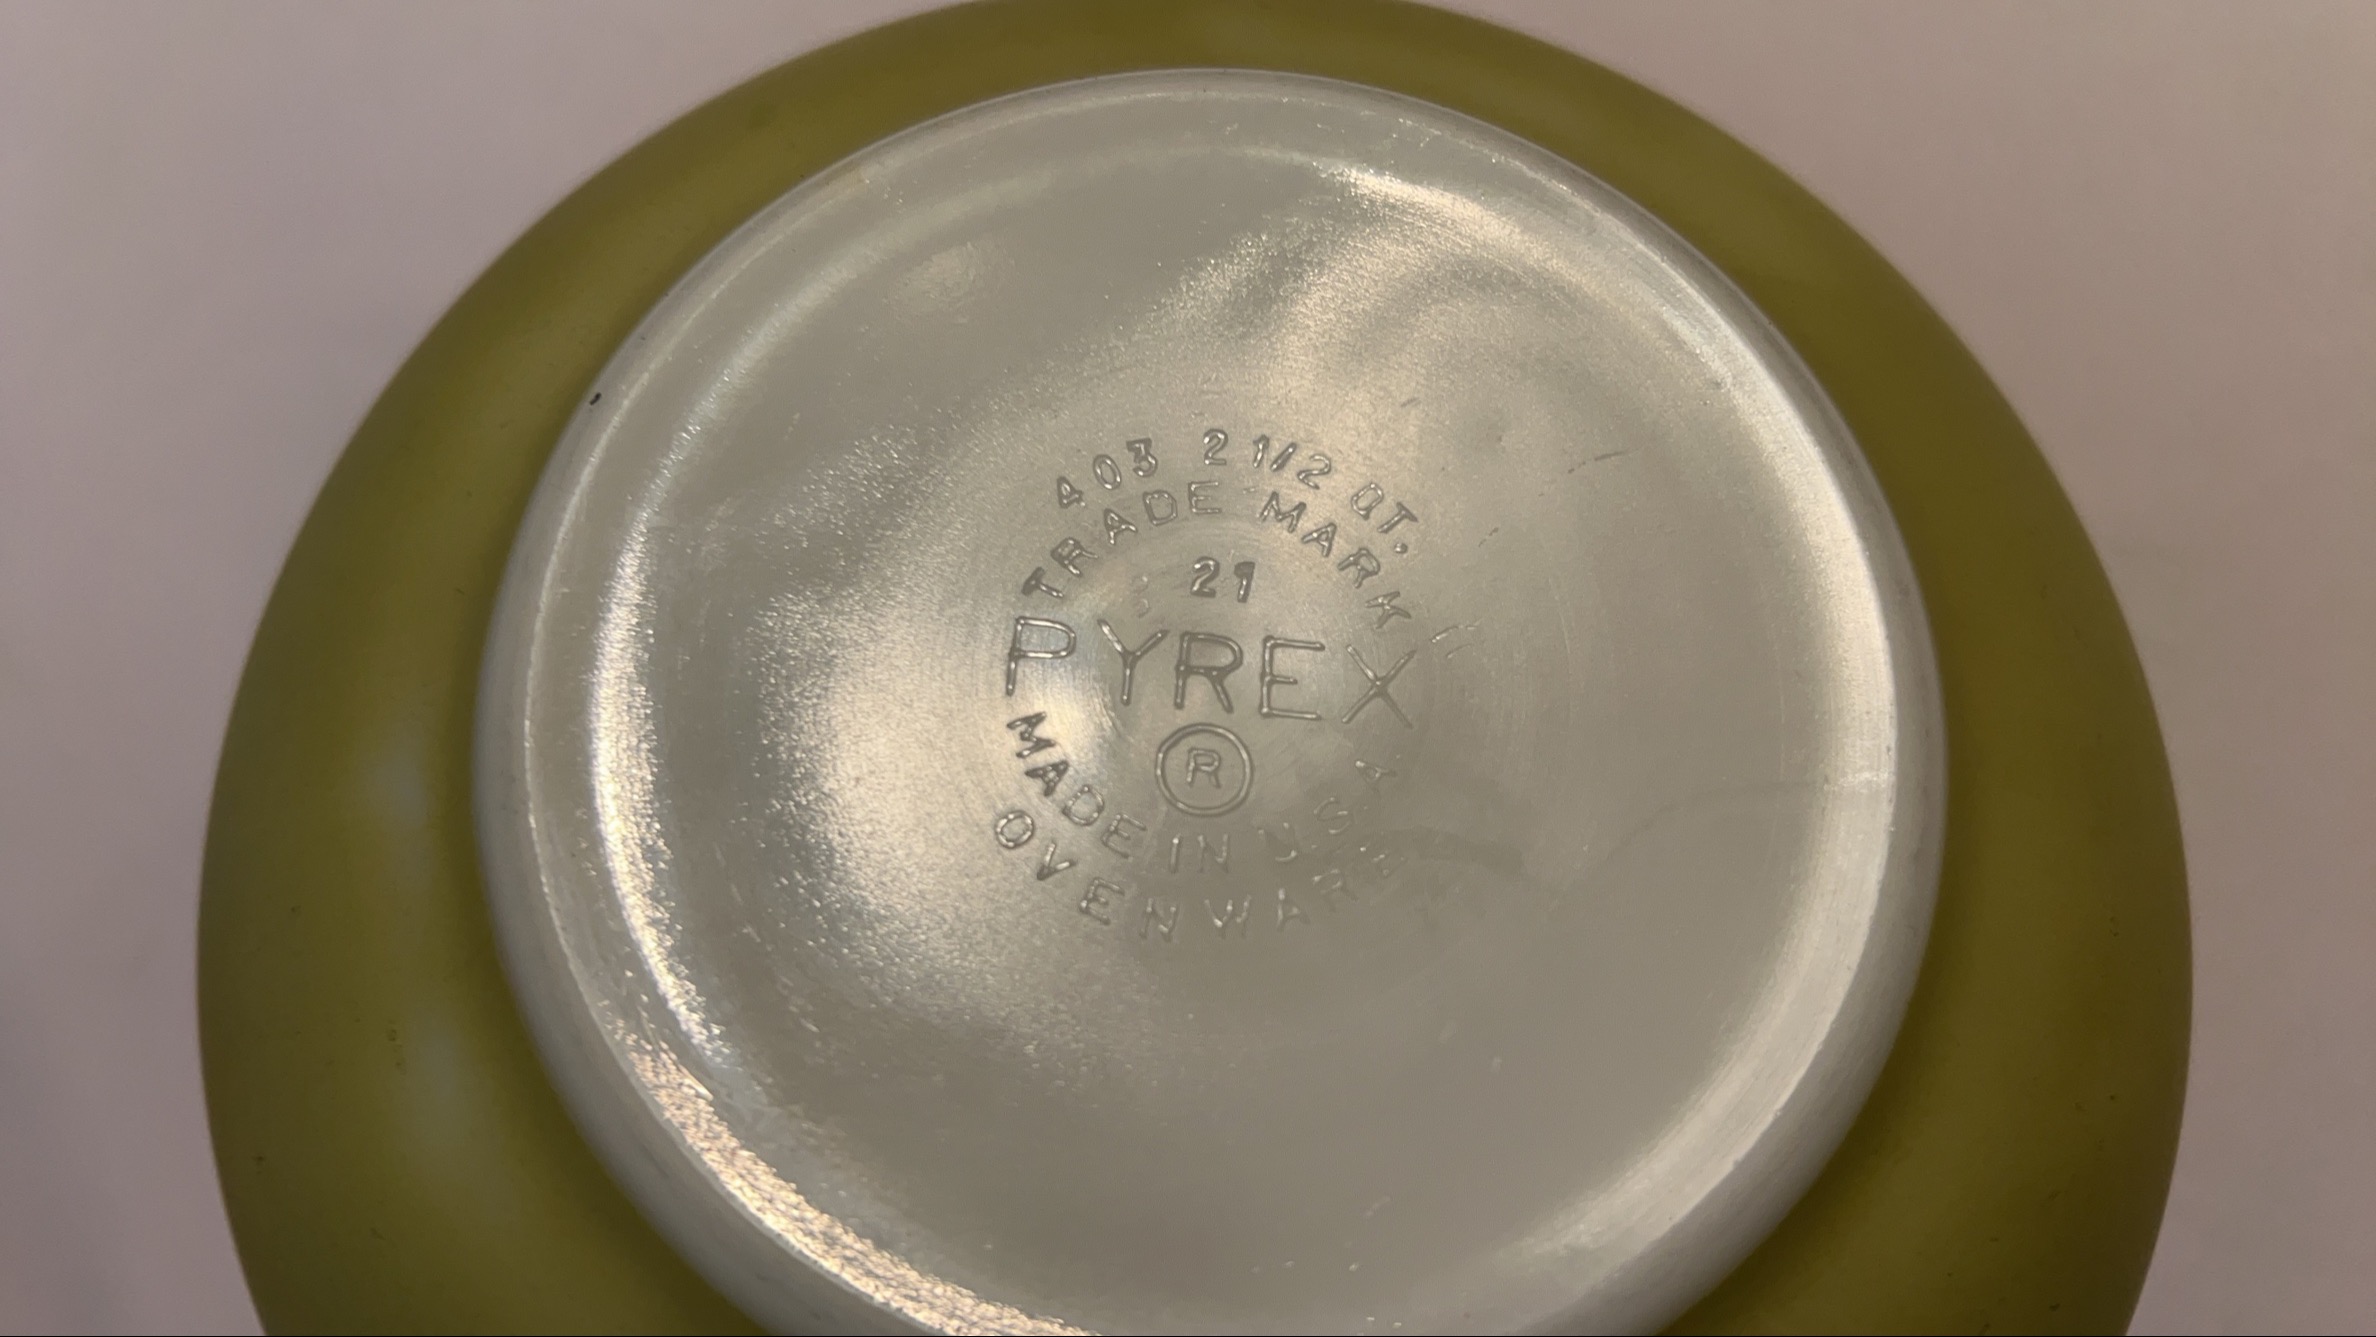 403 2 1/2 QT.
TRADE MARK
21
PYREX
®
MADE IN U S A
OVENWARE